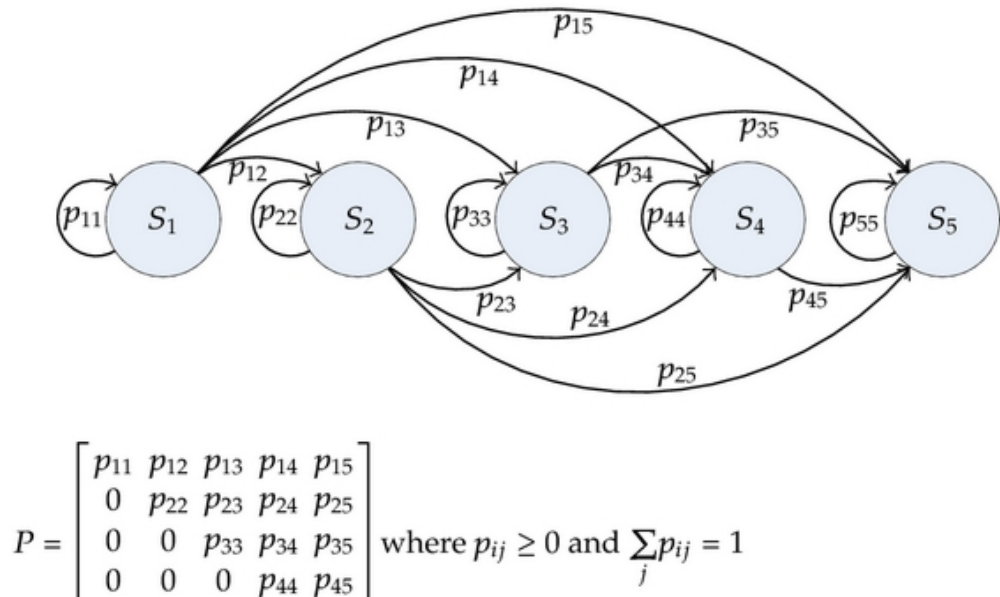 p15
p14
p13
p35
p12
p34
p11
S1
p22
S2
p33
S3
p44
S4
p55
S5
p23
p24
p45
p25
p11 p12 p13 p14 p15
0 p22 p23 p24 p25
P = 0 0 p33 p34 p35 where pij ≥ 0 and ∑j pij = 1
0 0 0 p44 p45